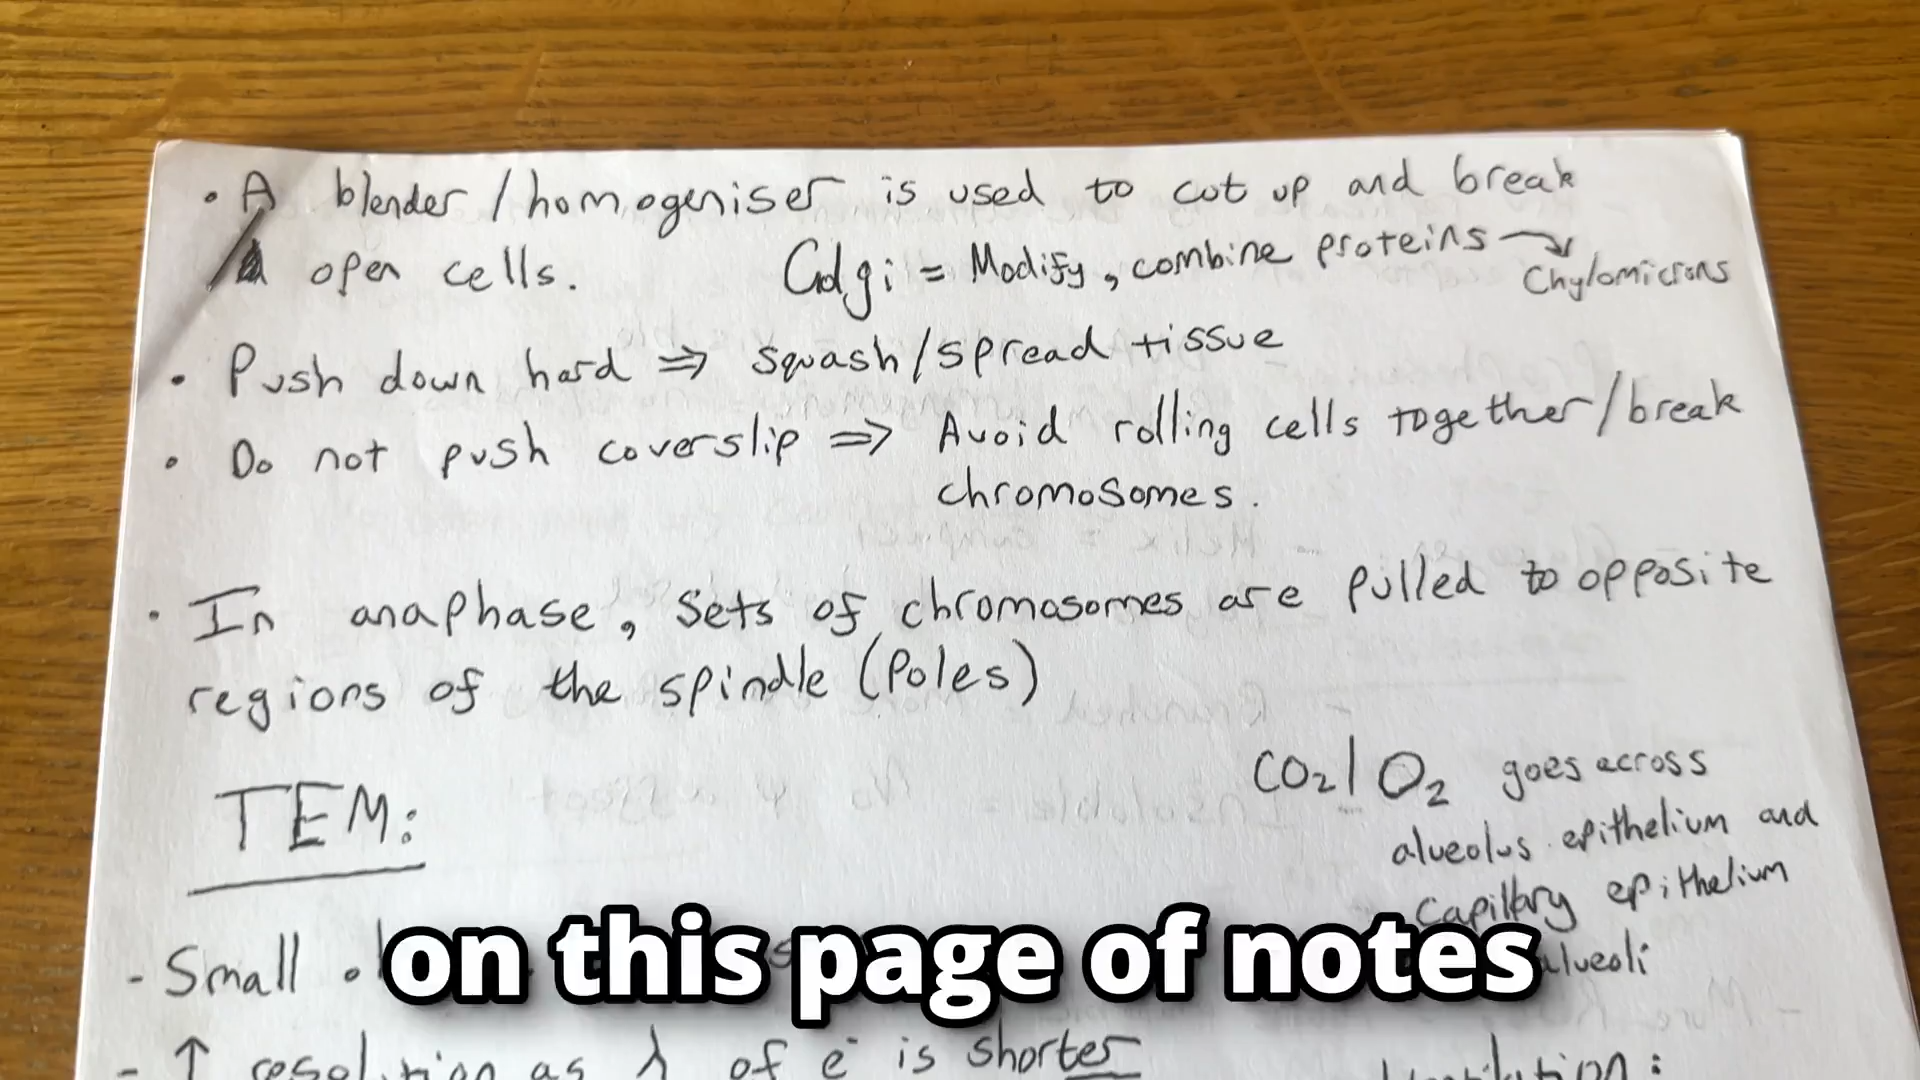 • A blender/homogeniser is used to cut up and break
open cells.
Golgi = Modify, combine proteins →
Chylomicrons
• Push down hard ⇒ squash/spread tissue
• Do not push coverslip ⇒ Avoid rolling cells together/break
chromosomes.
• In anaphase, sets of chromosomes are pulled to opposite
regions of the spindle (Poles)
TEM:
CO₂/O₂ goes across
alveolus epithelium and
capillary epithelium
alveoli
- Small
on this page of notes
- ↑ resolution as λ of e⁻ is shorter